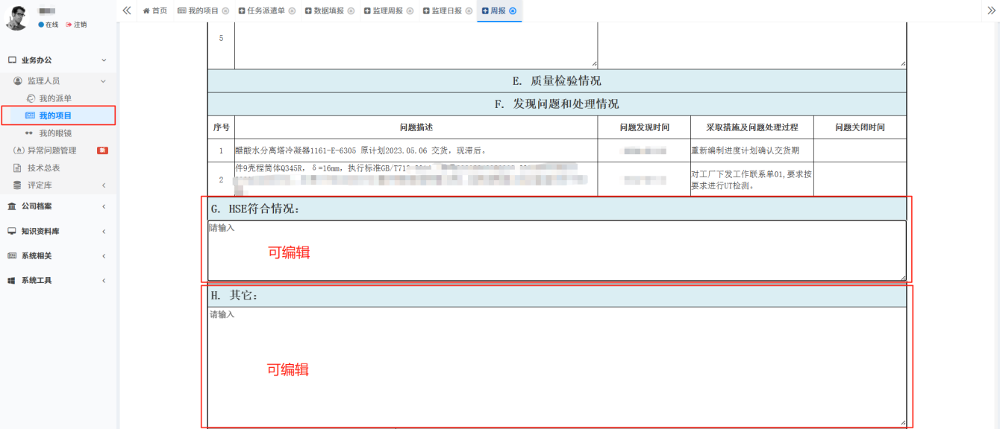 首页 我的项目 任务派遣单 数据填报 监理周报 监理日报 周报
在线 注销
业务办公
监理人员
我的派单
我的项目
我的眼镜
异常问题管理 新
技术总表
评定库
公司档案
知识资料库
系统相关
系统工具
5
E. 质量检验情况
F. 发现问题和处理情况
序号 问题描述 问题发现时间 采取措施及问题处理过程 问题关闭时间
1 醋酸水分离塔冷凝器1161-E-6305 原计划2023.05.06 交货，现滞后。 重新编制进度计划确认交货期
2 件9壳程筒体Q345R, δ=16mm, 执行标准GB/T713 对工厂下发工作联系单01,要求按
要求进行UT检测。
G. HSE符合情况：
请输入
可编辑
H. 其它：
请输入
可编辑